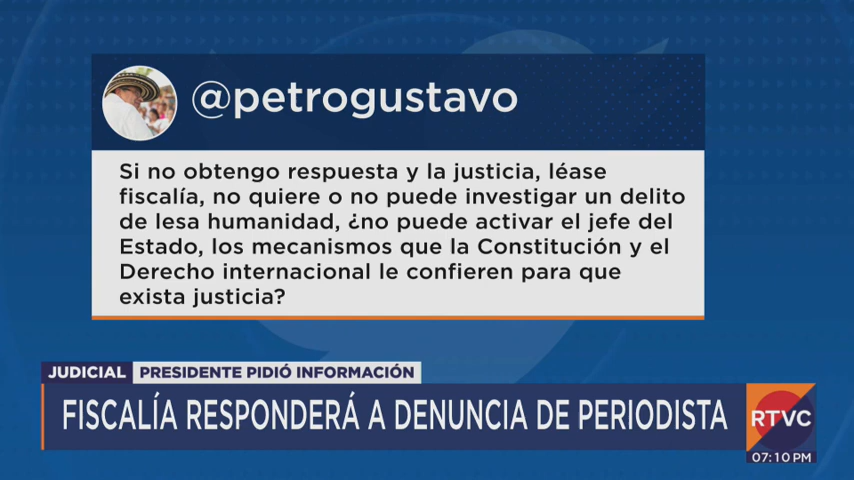 @petrogustavo
Si no obtengo respuesta y la justicia, léase
fiscalía, no quiere o no puede investigar un delito
de lesa humanidad, ¿no puede activar el jefe del
Estado, los mecanismos que la Constitución y el
Derecho internacional le confieren para que
exista justicia?
JUDICIAL PRESIDENTE PIDIÓ INFORMACIÓN
FISCALÍA RESPONDERÁ A DENUNCIA DE PERIODISTA
RTVC
07:10 PM